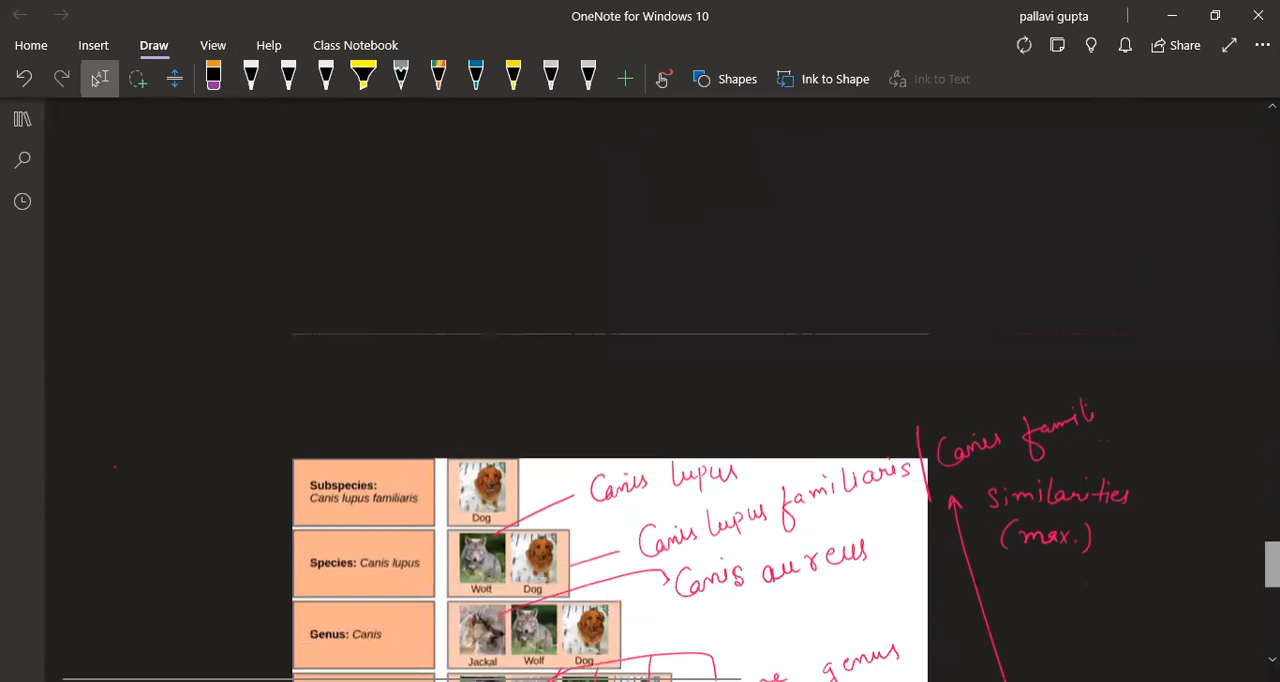 OneNote for Windows 10
pallavi gupta
Home Insert Draw View Help Class Notebook
Share
Shapes
Ink to Shape
Ink to Text
Canis famili
similarities
(max.)
Subspecies:
Canis lupus familiaris
Dog
Canis lupus
Canis lupus familiaris
Species: Canis lupus
Wolf Dog
Canis aureus
Genus: Canis
Jackal Wolf Dog
genus